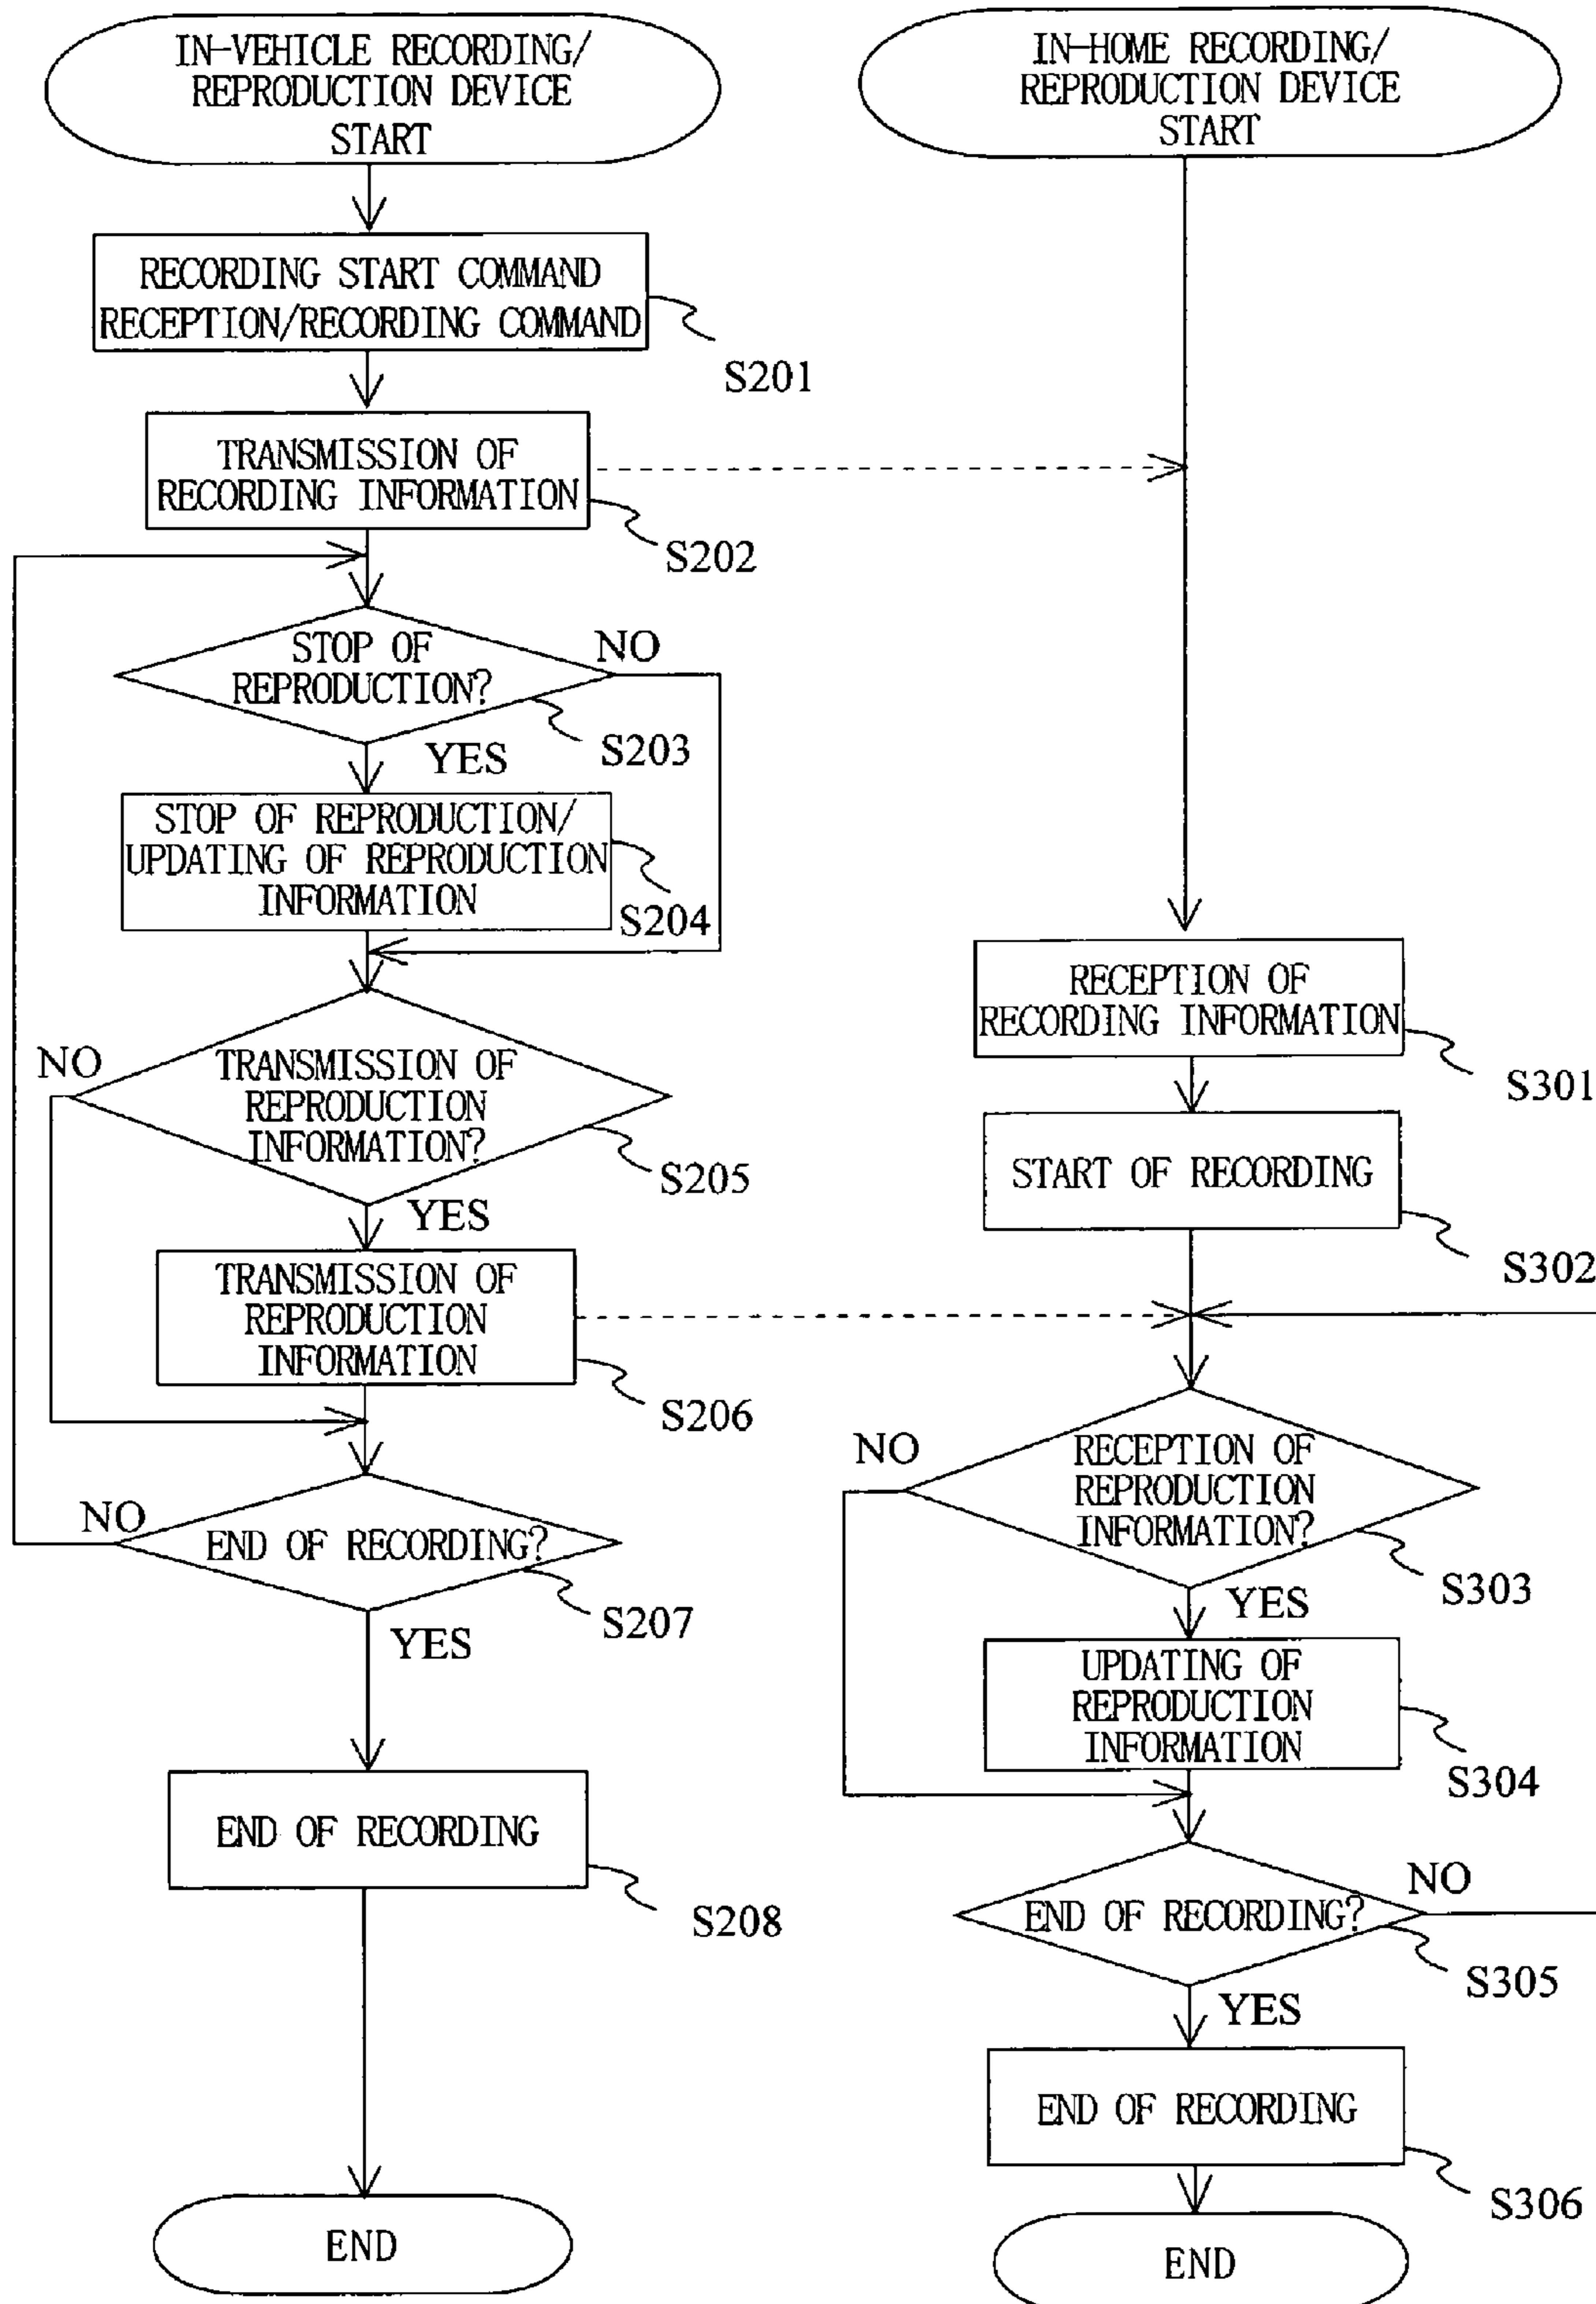 IN-VEHICLE RECORDING/
REPRODUCTION DEVICE
START
RECORDING START COMMAND
RECEPTION/RECORDING COMMAND
S201
TRANSMISSION OF
RECORDING INFORMATION
S202
STOP OF
REPRODUCTION?
NO
S203
YES
STOP OF REPRODUCTION/
UPDATING OF REPRODUCTION
INFORMATION
S204
NO
TRANSMISSION OF
REPRODUCTION
INFORMATION?
S205
YES
TRANSMISSION OF
REPRODUCTION
INFORMATION
S206
NO
END OF RECORDING?
S207
YES
END OF RECORDING
S208
END
IN-HOME RECORDING/
REPRODUCTION DEVICE
START
RECEPTION OF
RECORDING INFORMATION
S301
START OF RECORDING
S302
NO
RECEPTION OF
REPRODUCTION
INFORMATION?
S303
YES
UPDATING OF
REPRODUCTION
INFORMATION
S304
NO
END OF RECORDING?
S305
YES
END OF RECORDING
S306
END